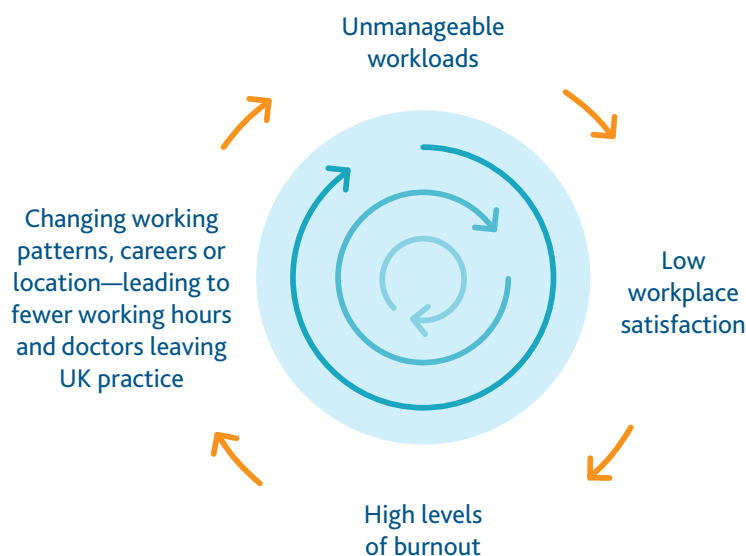 Unmanageable
workloads
Low
workplace
satisfaction
High levels
of burnout
Changing working
patterns, careers or
location—leading to
fewer working hours
and doctors leaving
UK practice